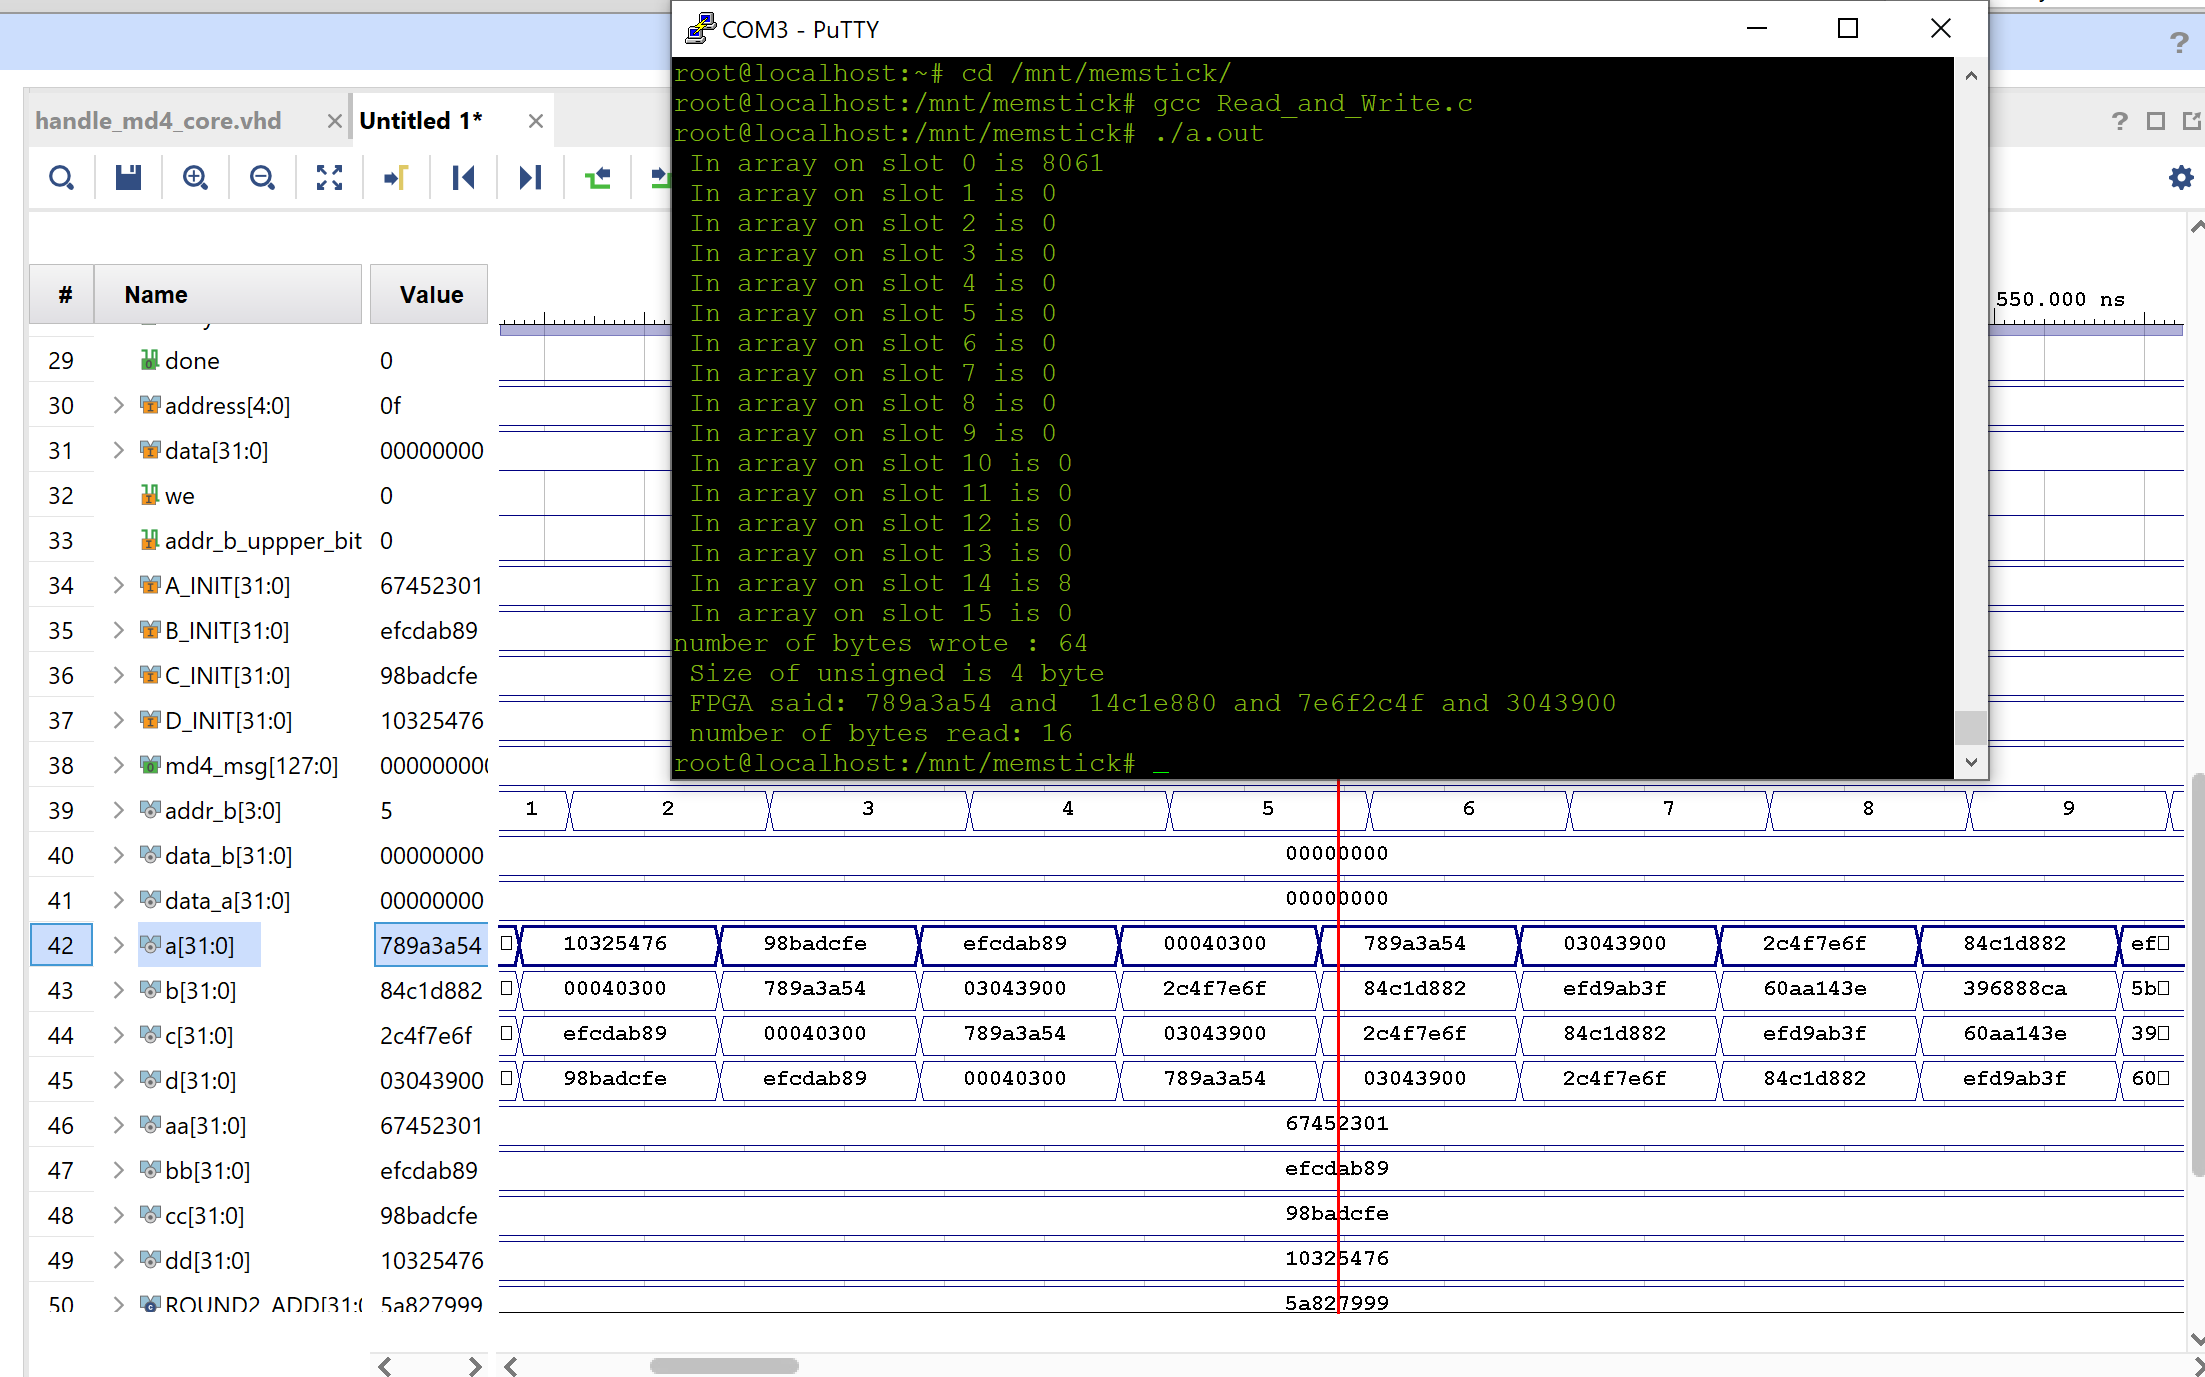 COM3 - PuTTY
?
handle_md4_core.vhd × Untitled 1* ×
?
root@localhost:~# cd /mnt/memstick/
root@localhost:/mnt/memstick# gcc Read_and_Write.c
root@localhost:/mnt/memstick# ./a.out
In array on slot 0 is 8061
In array on slot 1 is 0
In array on slot 2 is 0
In array on slot 3 is 0
In array on slot 4 is 0
In array on slot 5 is 0
In array on slot 6 is 0
In array on slot 7 is 0
In array on slot 8 is 0
In array on slot 9 is 0
In array on slot 10 is 0
In array on slot 11 is 0
In array on slot 12 is 0
In array on slot 13 is 0
In array on slot 14 is 8
In array on slot 15 is 0
number of bytes wrote : 64
Size of unsigned is 4 byte
FPGA said: 789a3a54 and  14c1e880 and 7e6f2c4f and 3043900
number of bytes read: 16
root@localhost:/mnt/memstick# _
# Name Value
550.000 ns
29 done 0
30 address[4:0] 0f
31 data[31:0] 00000000
32 we 0
33 addr_b_uppper_bit 0
34 A_INIT[31:0] 67452301
35 B_INIT[31:0] efcdab89
36 C_INIT[31:0] 98badcfe
37 D_INIT[31:0] 10325476
38 md4_msg[127:0] 00000000
39 addr_b[3:0] 5 1 2 3 4 5 6 7 8 9
40 data_b[31:0] 00000000 00000000
41 data_a[31:0] 00000000 00000000
42 a[31:0] 789a3a54 10325476 98badcfe efcdab89 00040300 789a3a54 03043900 2c4f7e6f 84c1d882 ef
43 b[31:0] 84c1d882 00040300 789a3a54 03043900 2c4f7e6f 84c1d882 efd9ab3f 60aa143e 396888ca 5b
44 c[31:0] 2c4f7e6f efcdab89 00040300 789a3a54 03043900 2c4f7e6f 84c1d882 efd9ab3f 60aa143e 39
45 d[31:0] 03043900 98badcfe efcdab89 00040300 789a3a54 03043900 2c4f7e6f 84c1d882 efd9ab3f 60
46 aa[31:0] 67452301 67452301
47 bb[31:0] efcdab89 efcdab89
48 cc[31:0] 98badcfe 98badcfe
49 dd[31:0] 10325476 10325476
50 ROUND2_ADD[31:0 5a827999 5a827999